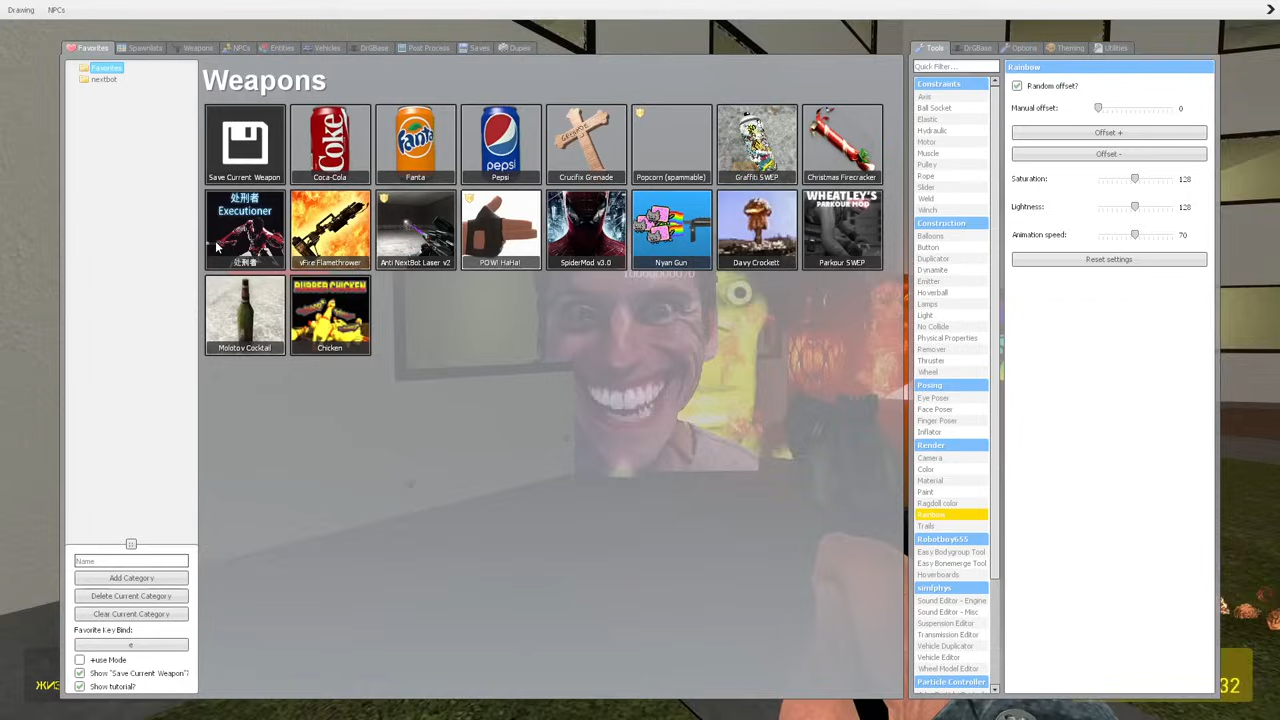 Drawing NPCs
Favorites Spawnlists Weapons NPCs Entities Vehicles DrGBase Post Process Saves Dupes
Favorites
nextbot
Weapons
Save Current Weapon
Coca-Cola
Coke
Fanta
Fanta
pepsi
Pepsi
Crucifix Grenade
Popcorn (spammable)
Graffiti SWEP
Christmas Firecracker
处刑者
Executioner
处刑者
vFire Flamethrower
Anti NextBot Laser v2
POW! HaHa!
SpiderMod v3.0
Nyan Gun
Davy Crockett
WHEATLEY'S
PARKOUR MOD
Parkour SWEP
Molotov Cocktail
RUBBER CHICKEN
Chicken
Name
Add Category
Delete Current Category
Clear Current Category
Favorite Key Bind:
e
+use Mode
Show "Save Current Weapon"?
Show tutorial?
Tools DrGBase Options Theming Utilities
Quick Filter...
Constraints
Axis
Ball Socket
Elastic
Hydraulic
Motor
Muscle
Pulley
Rope
Slider
Weld
Winch
Construction
Balloons
Button
Duplicator
Dynamite
Emitter
Hoverball
Lamps
Light
No Collide
Physical Properties
Remover
Thruster
Wheel
Posing
Eye Poser
Face Poser
Finger Poser
Inflator
Render
Camera
Color
Material
Paint
Ragdoll color
Rainbow
Trails
Robotboy655
Easy Bodygroup Tool
Easy Bonemerge Tool
Hoverboards
simfphys
Sound Editor - Engine
Sound Editor - Misc
Suspension Editor
Transmission Editor
Vehicle Duplicator
Vehicle Editor
Wheel Model Editor
Particle Controller
Rainbow
Random offset?
Manual offset: 0
Offset +
Offset -
Saturation: 128
Lightness: 128
Animation speed: 70
Reset settings
32